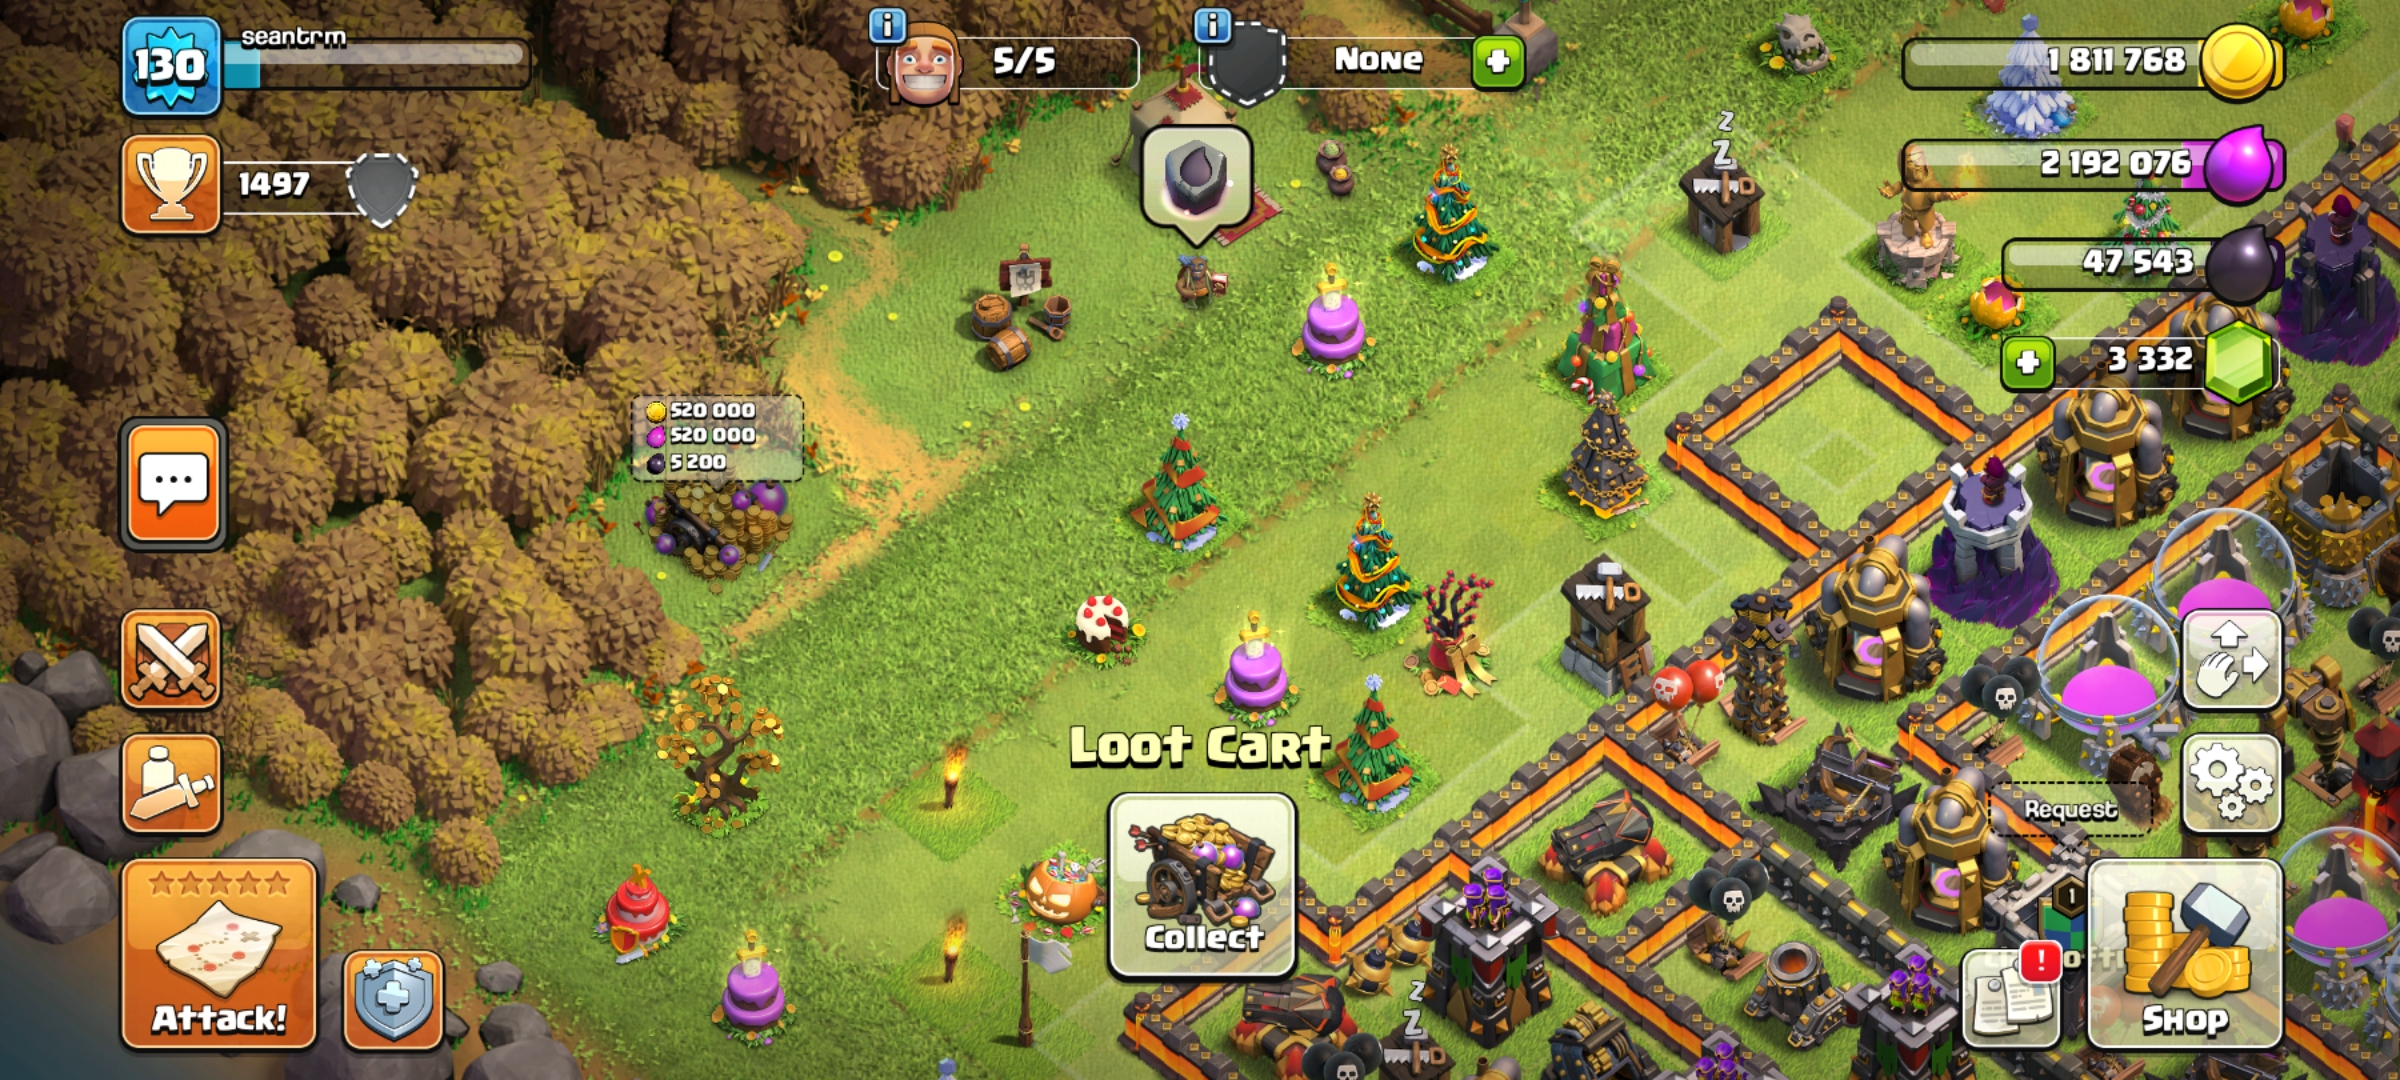 130
seantrm
5/5
None
1 811 768
1497
2 192 076
47 543
3 332
520 000
520 000
5 200
Z
Z
Loot Cart
Collect
Request
1
!
Attack!
Shop
Z
Z